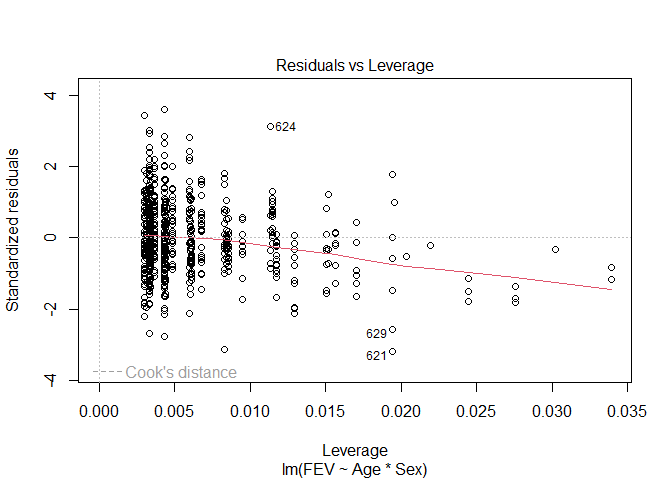 Residuals vs Leverage
Standardized residuals
4
2
0
-2
-4
624
629
621
Cook's distance
0.000 0.005 0.010 0.015 0.020 0.025 0.030 0.035
Leverage
lm(FEV ~ Age * Sex)